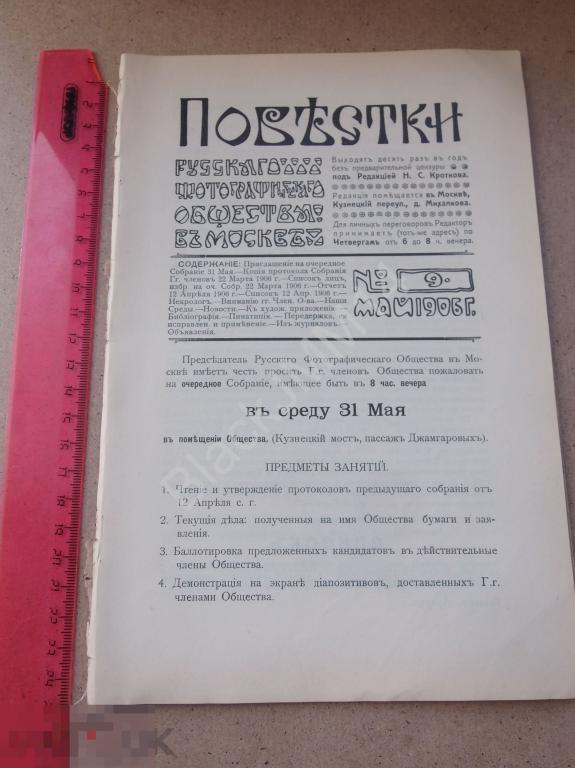 ПОВѢСТКИ
РУССКАГО
ФОТОГРАФИЧЕСКАГО
ОБЩЕСТВА
ВЪ МОСКВѢ
Выходятъ десять разъ въ годъ
безъ предварительной цензуры
подъ Редакціей Н. С. Кроткова.
Редакція помѣщается въ Москвѣ,
Кузнецкій переул., д. Михалкова.
Для личныхъ переговоровъ Редакторъ
принимаетъ (тотъ-же адресъ) по
Четвергамъ отъ 6 до 8 ч. вечера.
СОДЕРЖАНІЕ: Приглашеніе на очередное
Собраніе 31 Мая.—Копія протокола Собранія
Гг. членовъ 22 Марта 1906 г.—Списокъ лицъ,
избр. на оч. Собр. 22 Марта 1906 г.—Отчетъ
12 Апрѣля 1906 г.—Списокъ 12 Апр. 1906 г.—
Некрологъ.—Вниманію гг. Член. О-ва.—Наши
Среды.—Новости.—Къ худож. приложенію.—
Библіографія.—Пинатипія.—Передержка, ея
исправлен. и примѣненіе.—Изъ журналовъ.—
Объявленія.
№ 9.
МАЙ 1906 Г.
Предсѣдатель Русскаго Фотографическаго Общества въ Мо-
сквѣ имѣетъ честь просить Г.г. членовъ Общества пожаловать
на очередное Собраніе, имѣющее быть въ 8 час. вечера
въ среду 31 Мая
въ помѣщеніи Общества. (Кузнецкій мостъ, пассажъ Джамгаровыхъ).
ПРЕДМЕТЫ ЗАНЯТІЙ.
1. Чтеніе и утвержденіе протоколовъ предыдущаго собранія отъ
12 Апрѣля с. г.
2. Текущія дѣла: полученныя на имя Общества бумаги и зая-
вленія.
3. Баллотировка предложенныхъ кандидатовъ въ дѣйствительные
члены Общества.
4. Демонстрація на экранѣ діапозитивовъ, доставленныхъ Г.г.
членами Общества.